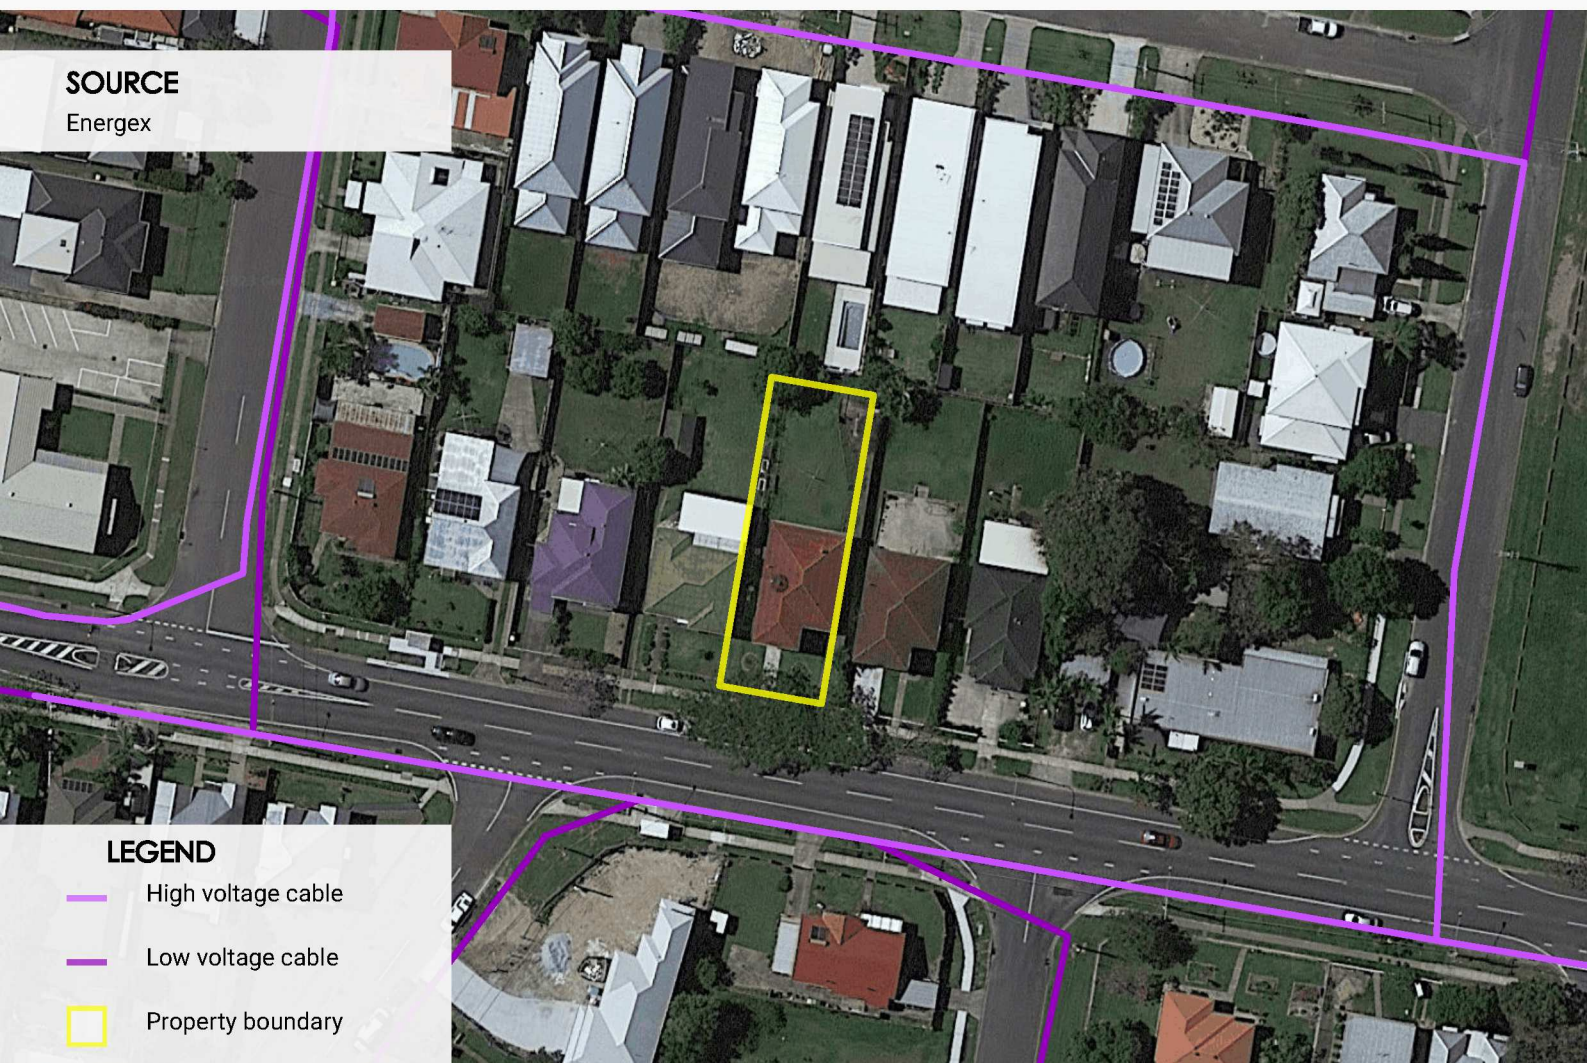 SOURCE
Energex
LEGEND
High voltage cable
Low voltage cable
Property boundary